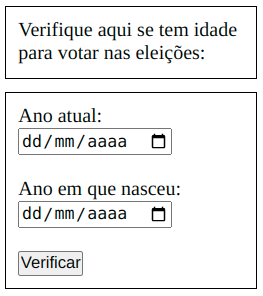 Verifique aqui se tem idade
para votar nas eleições:
Ano atual:
dd/mm/aaaa
Ano em que nasceu:
dd/mm/aaaa
Verificar